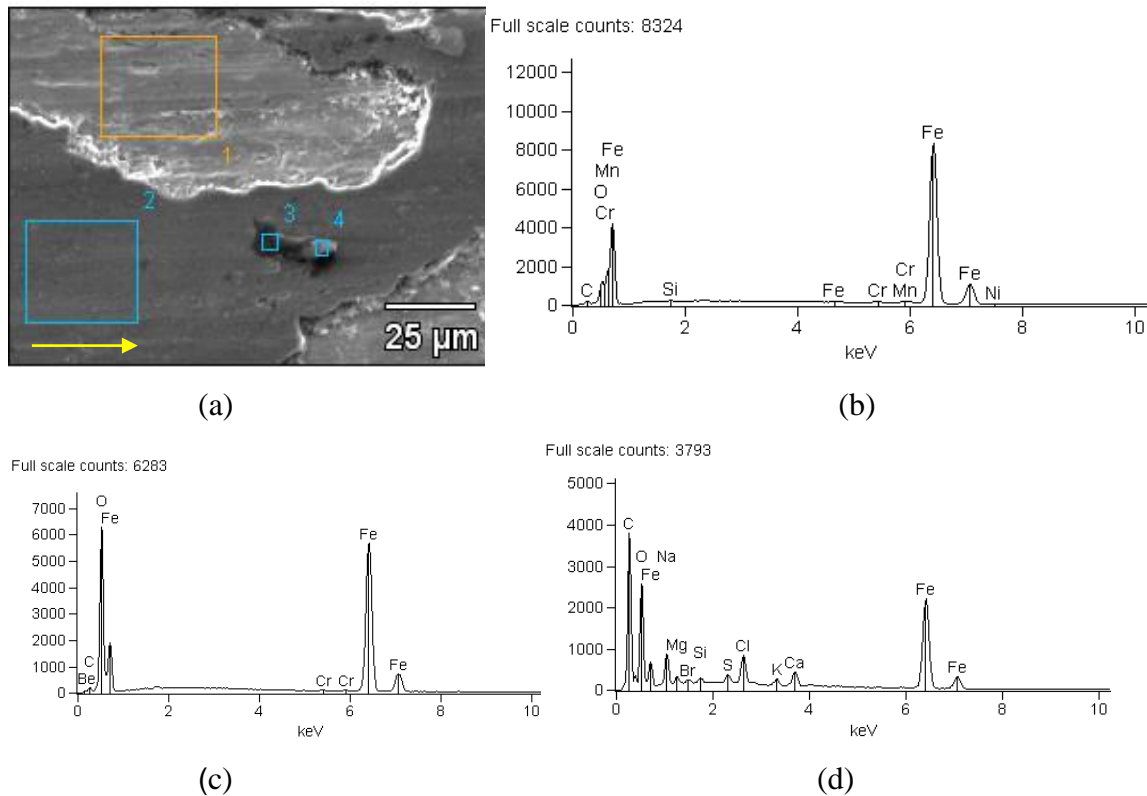 1
2
3
4
25 µm
(a)
Full scale counts: 8324
12000
10000
8000
6000
4000
2000
0
Fe
Mn
O
Cr
C
Si
Fe
Cr
Cr
Mn
Fe
Fe
Ni
0 2 4 6 8 10
keV
(b)
Full scale counts: 6283
7000
6000
5000
4000
3000
2000
1000
0
O
Fe
C
Be
Cr Cr
Fe
Fe
0 2 4 6 8 10
keV
(c)
Full scale counts: 3793
5000
4000
3000
2000
1000
0
C
O Na
Fe
Mg
Si
Br
S
Cl
K
Ca
Fe
Fe
0 2 4 6 8 10
keV
(d)